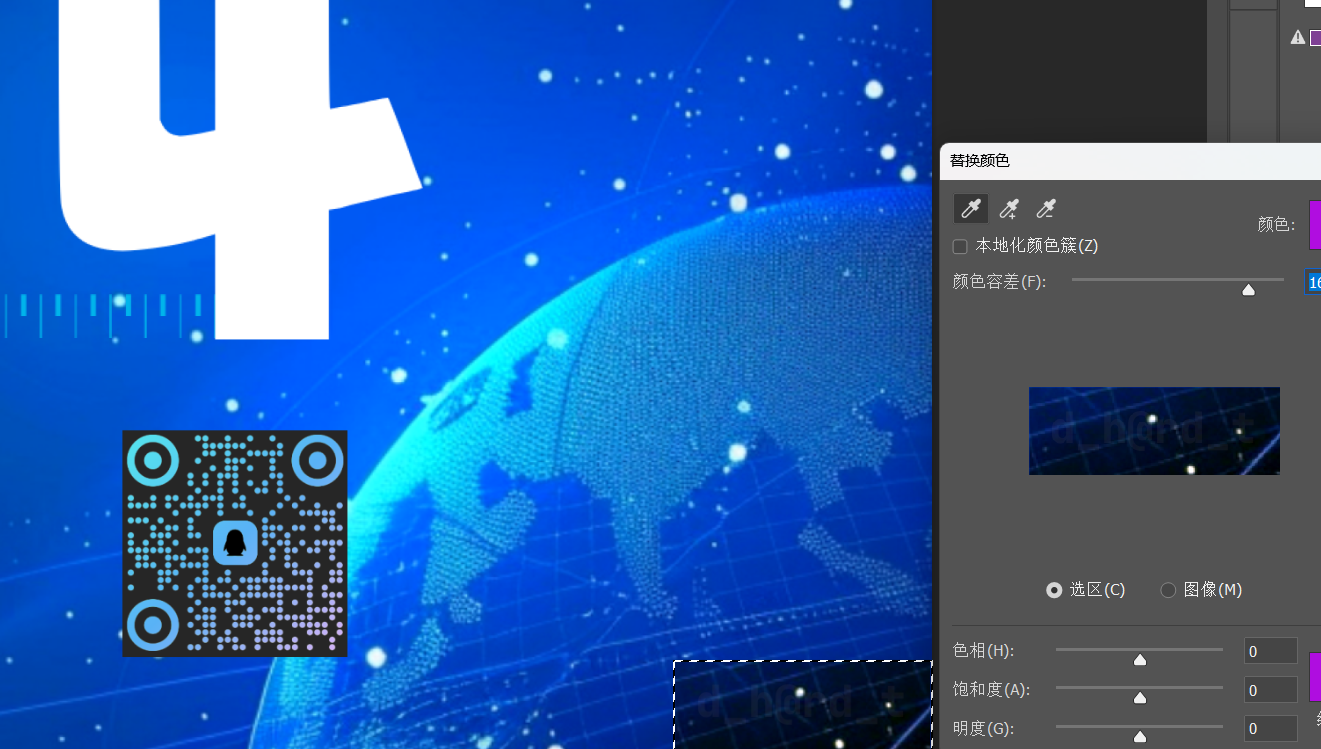 4
替换颜色
颜色:
本地化颜色簇(Z)
颜色容差(F):
选区(C)
图像(M)
色相(H):
0
饱和度(A):
0
明度(G):
0